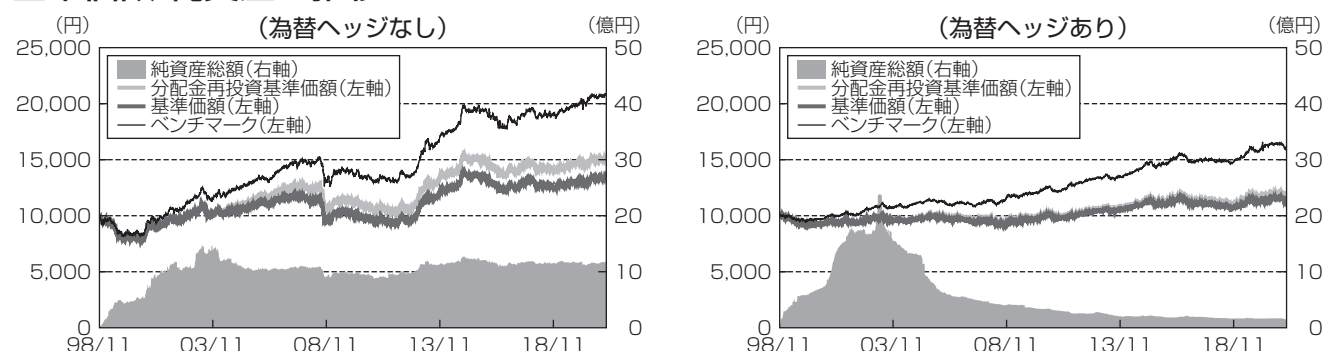 (円)
(為替ヘッジなし)
(億円)
25,000
20,000
15,000
10,000
5,000
0
50
40
30
20
10
0
純資産総額(右軸)
分配金再投資基準価額(左軸)
基準価額(左軸)
ベンチマーク(左軸)
98/11
03/11
08/11
13/11
18/11
(円)
(為替ヘッジあり)
(億円)
25,000
20,000
15,000
10,000
5,000
0
50
40
30
20
10
0
純資産総額(右軸)
分配金再投資基準価額(左軸)
基準価額(左軸)
ベンチマーク(左軸)
98/11
03/11
08/11
13/11
18/11